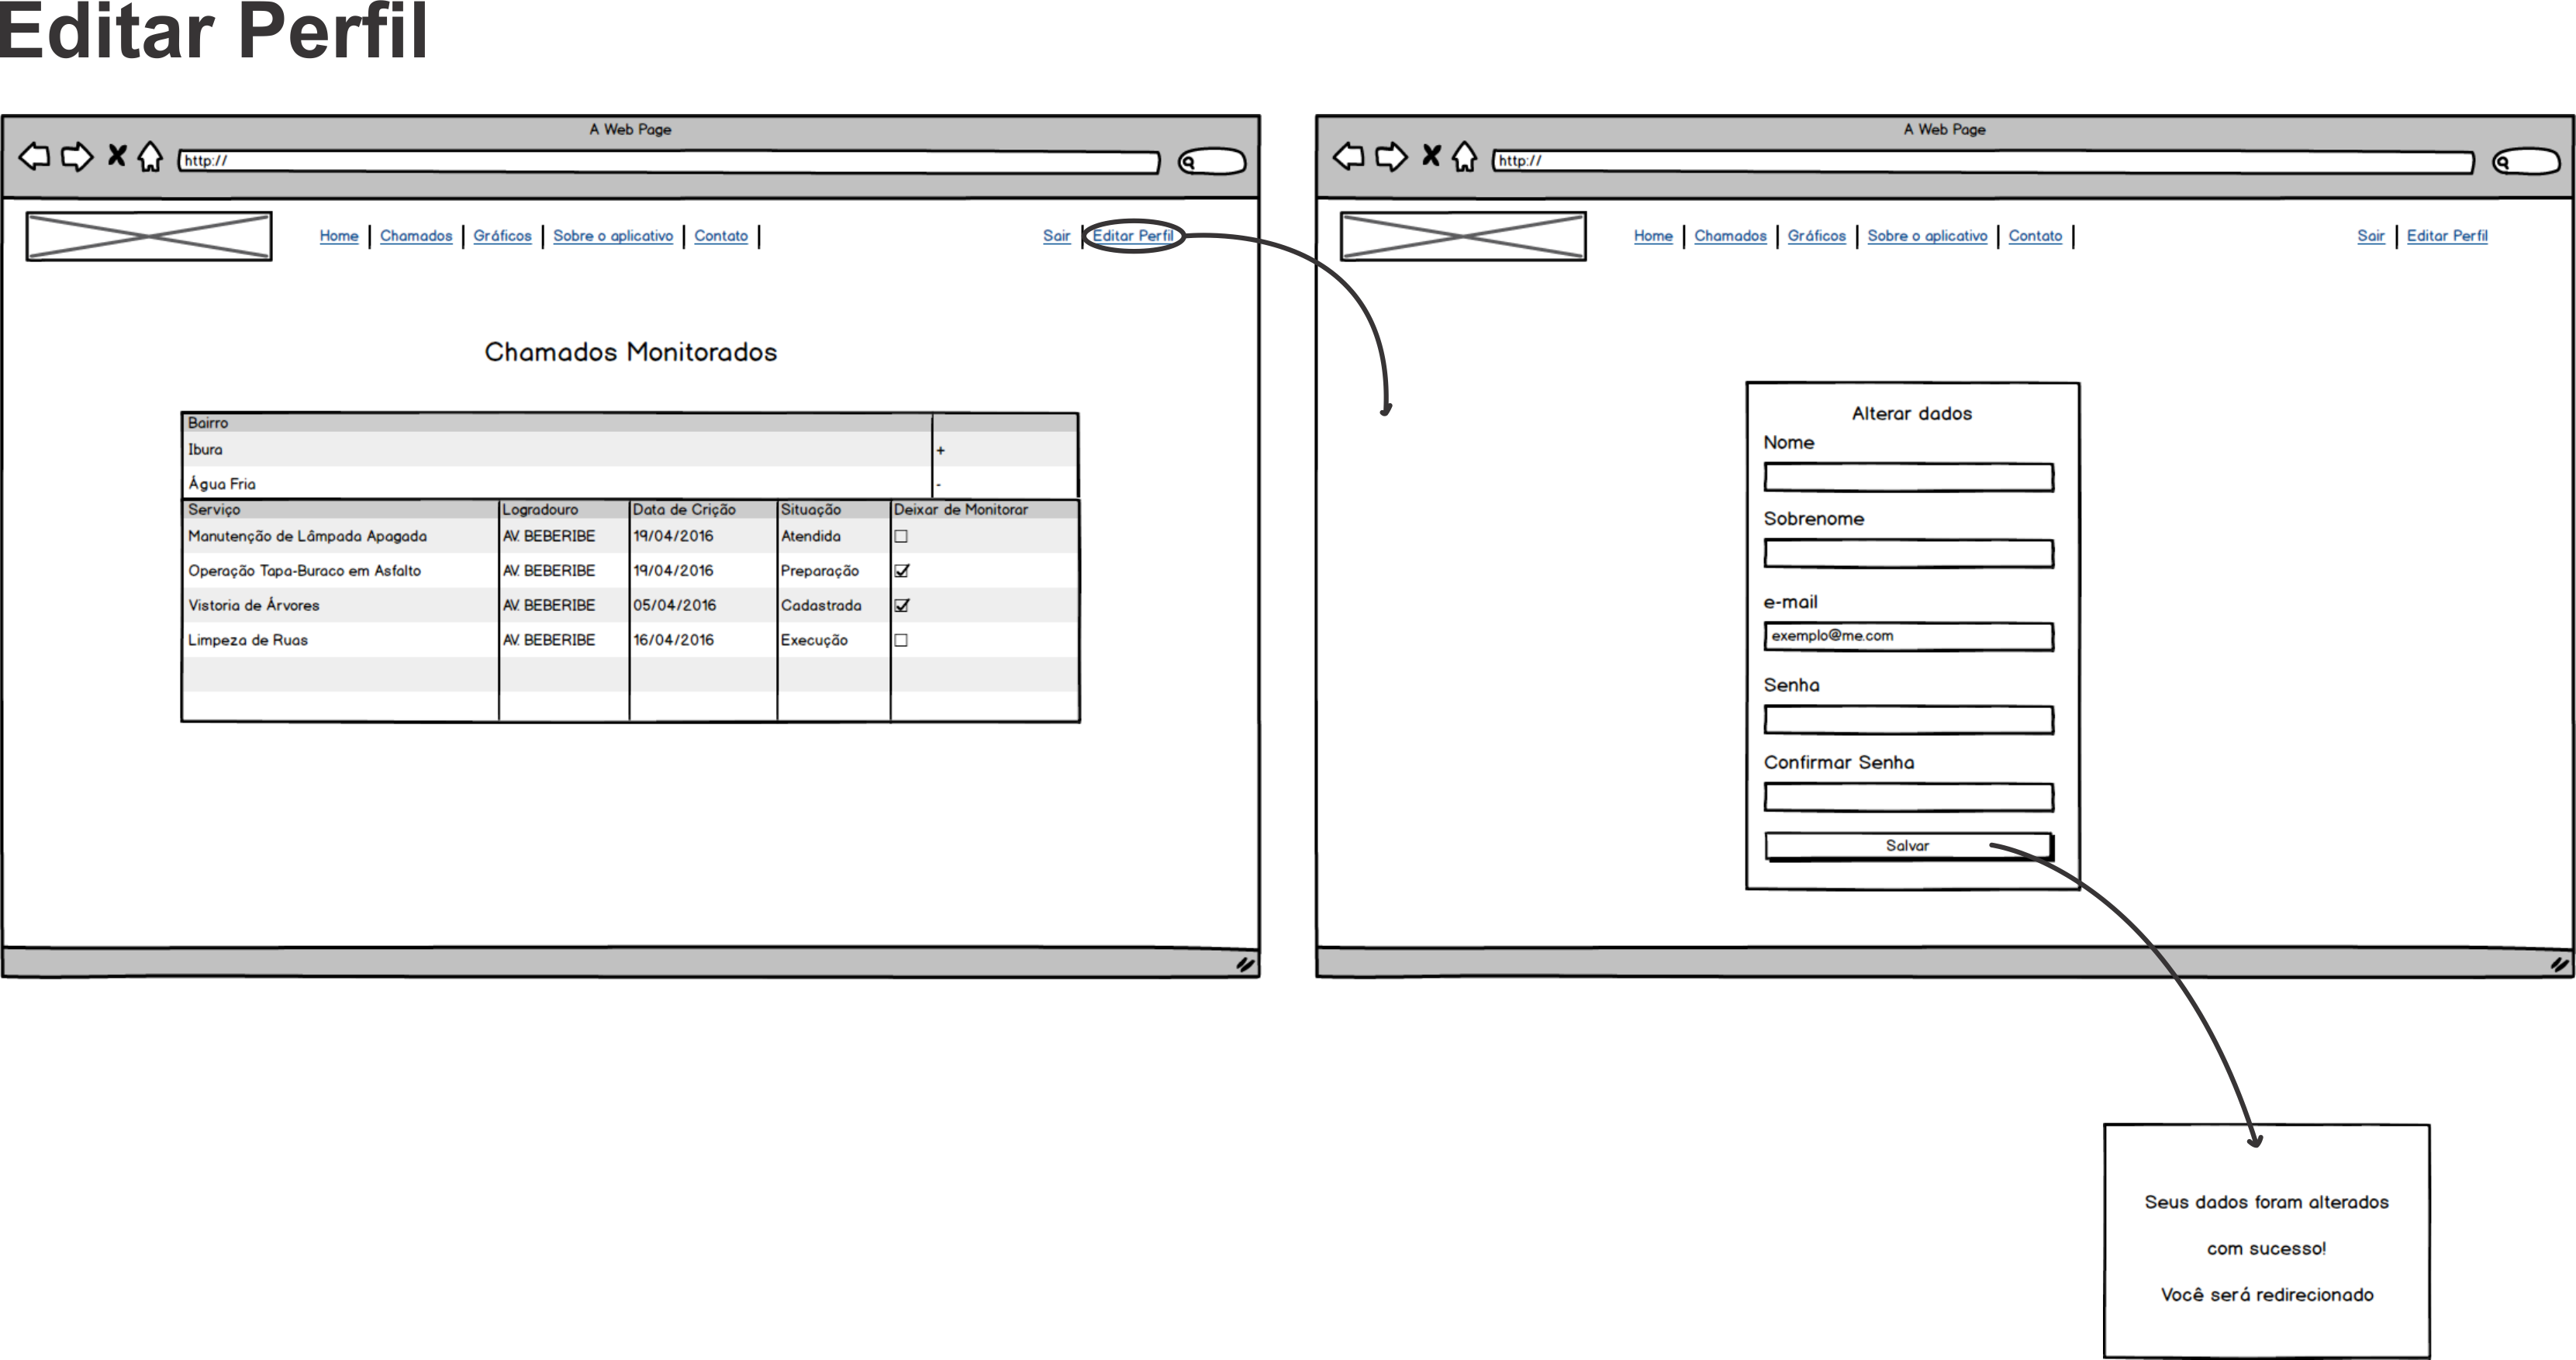 Editar Perfil
A Web Page
http://
Home Chamados Gráficos Sobre o aplicativo Contato Sair Editar Perfil
Chamados Monitorados
Bairro
Ibura +
Água Fria -
Serviço Logradouro Data de Crição Situação Deixar de Monitorar
Manutenção de Lâmpada Apagada AV. BEBERIBE 19/04/2016 Atendida
Operação Tapa-Buraco em Asfalto AV. BEBERIBE 19/04/2016 Preparação
Vistoria de Árvores AV. BEBERIBE 05/04/2016 Cadastrada
Limpeza de Ruas AV. BEBERIBE 16/04/2016 Execução
A Web Page
http://
Home Chamados Gráficos Sobre o aplicativo Contato Sair Editar Perfil
Alterar dados
Nome
Sobrenome
e-mail
exemplo@me.com
Senha
Confirmar Senha
Salvar
Seus dados foram alterados
com sucesso!
Você será redirecionado